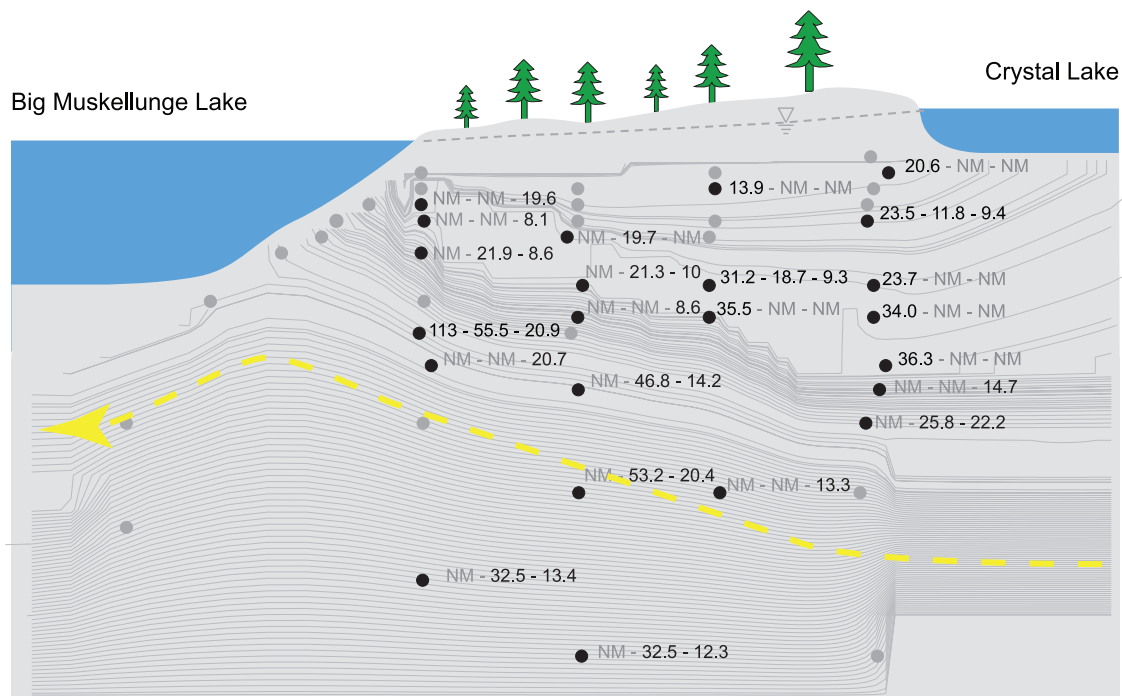 Crystal Lake
Big Muskellunge Lake
20.6 - NM - NM
13.9 - NM - NM
NM - NM - 19.6
23.5 - 11.8 - 9.4
NM - NM - 8.1
NM - 19.7 - NM
NM - 21.9 - 8.6
NM - 21.3 - 10
31.2 - 18.7 - 9.3
23.7 - NM - NM
NM - NM - 8.6
35.5 - NM - NM
34.0 - NM - NM
113 - 55.5 - 20.9
NM - NM - 20.7
36.3 - NM - NM
NM - 46.8 - 14.2
NM - NM - 14.7
NM - 25.8 - 22.2
NM - 53.2 - 20.4
NM - NM - 13.3
NM - 32.5 - 13.4
NM - 32.5 - 12.3